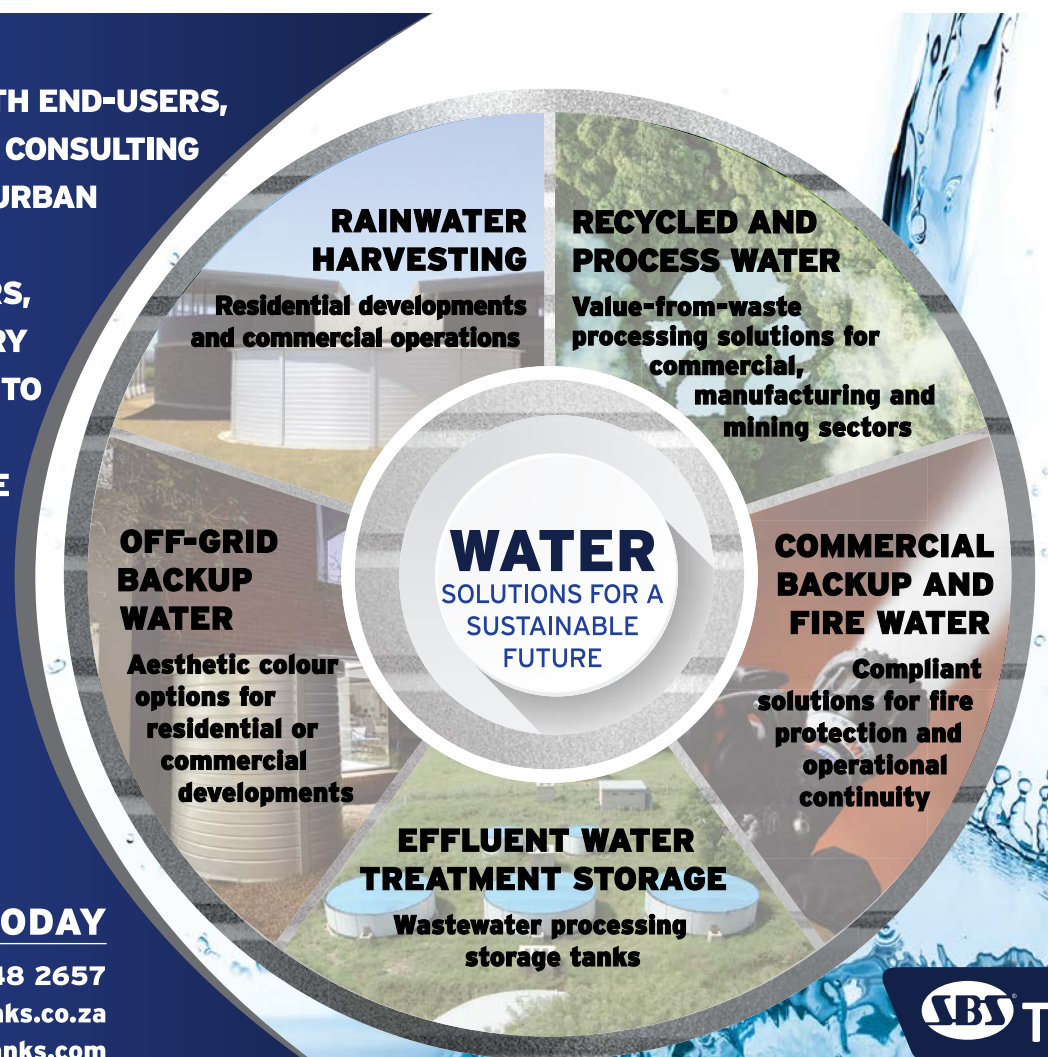 TH END-USERS,
CONSULTING
URBAN
RS,
RY
TO
E
RAINWATER
HARVESTING
Residential developments
and commercial operations
RECYCLED AND
PROCESS WATER
Value-from-waste
processing solutions for
commercial,
manufacturing and
mining sectors
OFF-GRID
BACKUP
WATER
Aesthetic colour
options for
residential or
commercial
developments
WATER
SOLUTIONS FOR A
SUSTAINABLE
FUTURE
COMMERCIAL
BACKUP AND
FIRE WATER
Compliant
solutions for fire
protection and
operational
continuity
EFFLUENT WATER
TREATMENT STORAGE
Wastewater processing
storage tanks
ODAY
48 2657
nks.co.za
anks.com
SBS® T